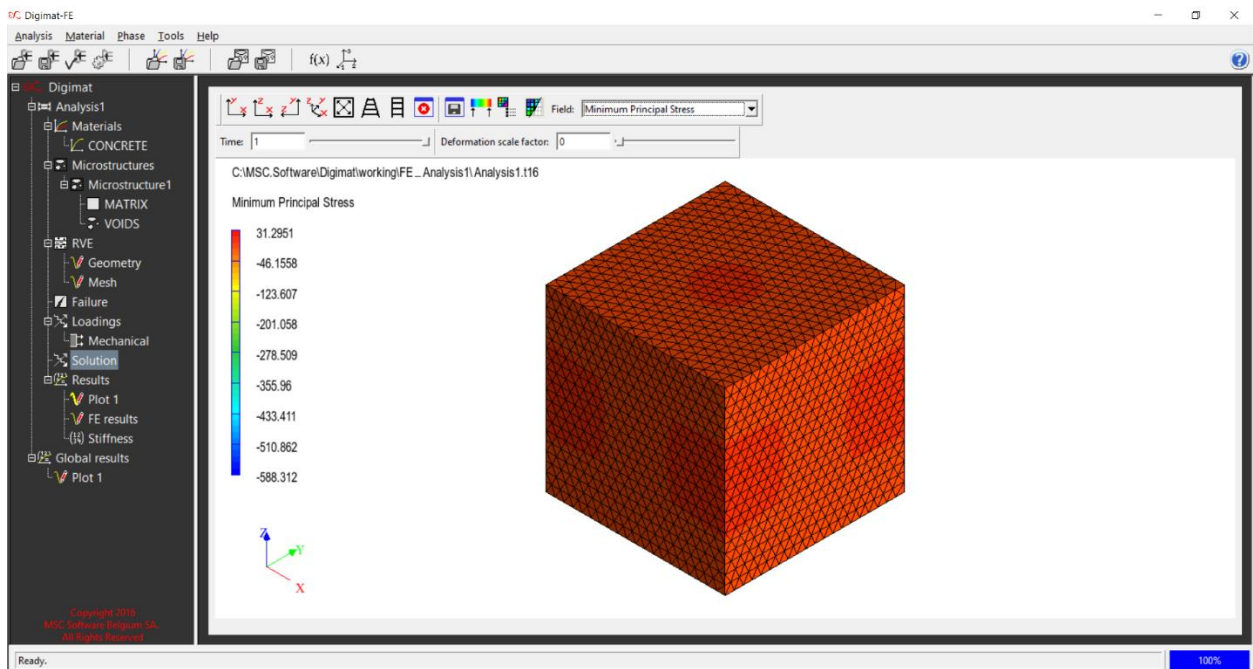 Digimat-FE
Analysis Material Phase Tools Help
f(x)
Digimat
Analysis1
Materials
CONCRETE
Microstructures
Microstructure1
MATRIX
VOIDS
RVE
Geometry
Mesh
Failure
Loadings
Mechanical
Solution
Results
Plot 1
FE results
Stiffness
Global results
Plot 1
Copyright 2016
MSC Software Belgium SA.
All Rights Reserved
Field: Minimum Principal Stress
Time: 1 Deformation scale factor: 0
C:\MSC.Software\Digimat\working\FE_Analysis1\Analysis1.t16
Minimum Principal Stress
31.2951
-46.1558
-123.607
-201.058
-278.509
-355.96
-433.411
-510.862
-588.312
Z
Y
X
Ready.
100%